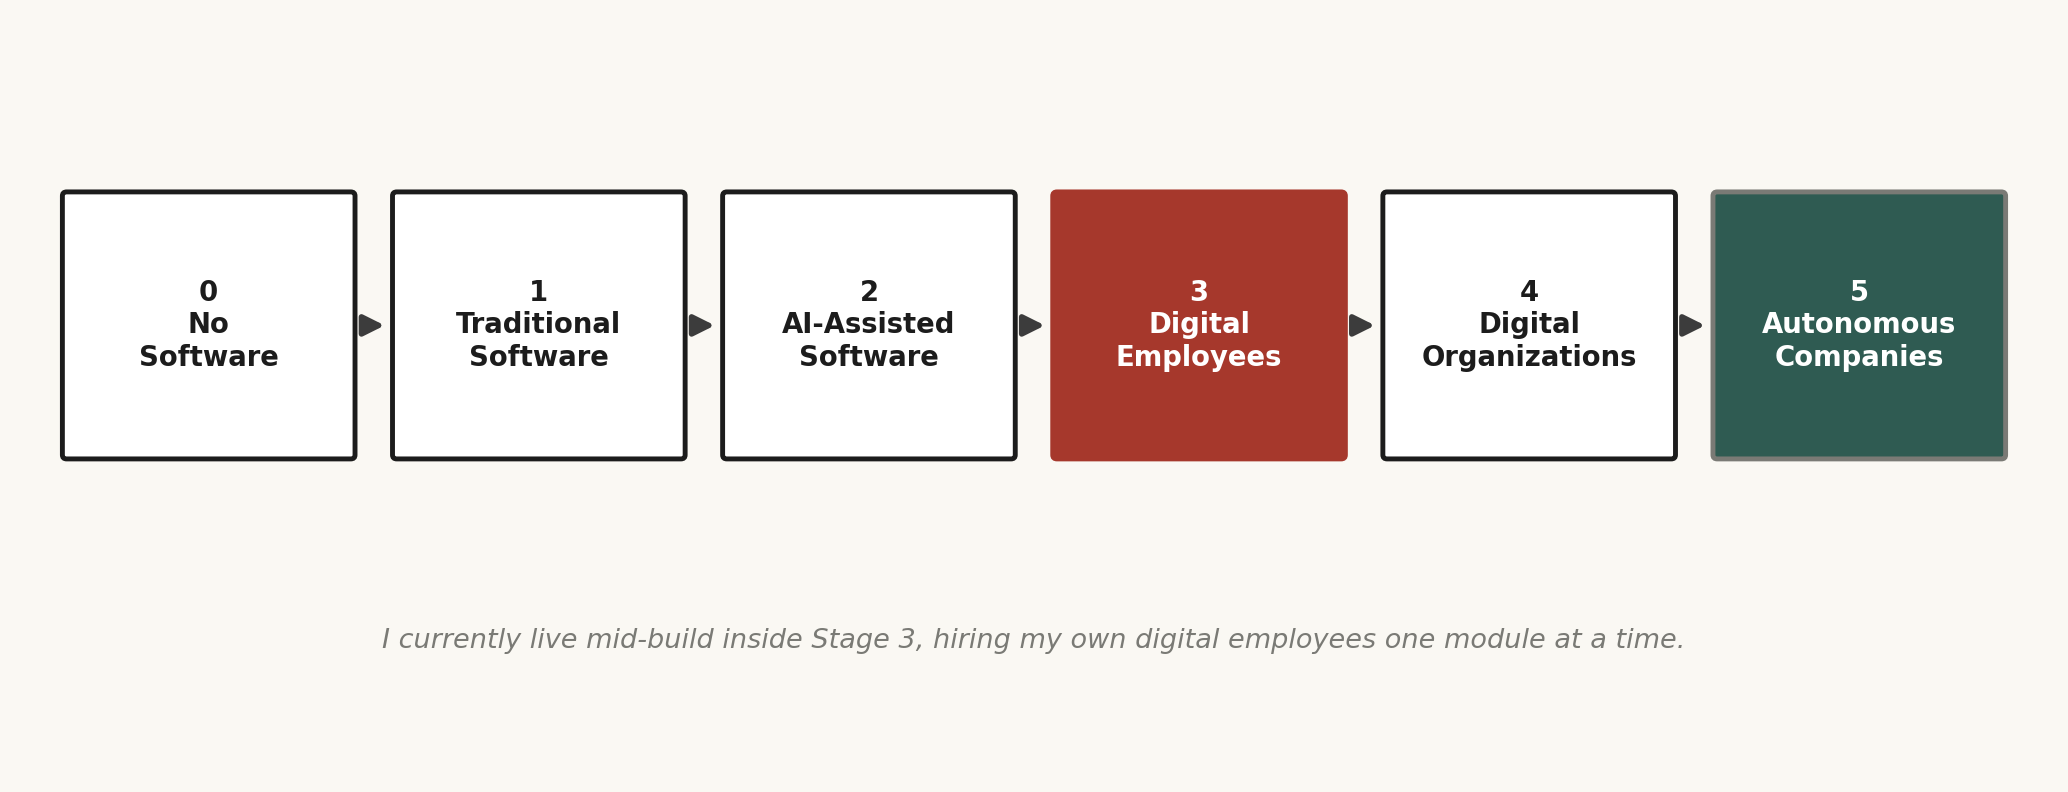 0
No
Software
1
Traditional
Software
2
AI-Assisted
Software
3
Digital
Employees
4
Digital
Organizations
5
Autonomous
Companies
I currently live mid-build inside Stage 3, hiring my own digital employees one module at a time.